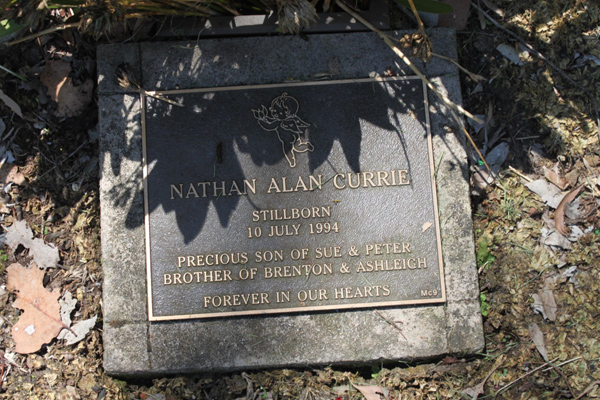 NATHAN ALAN CURRIE
STILLBORN
10 JULY 1994
PRECIOUS SON OF SUE & PETER
BROTHER OF BRENTON & ASHLEIGH
FOREVER IN OUR HEARTS
Mc9